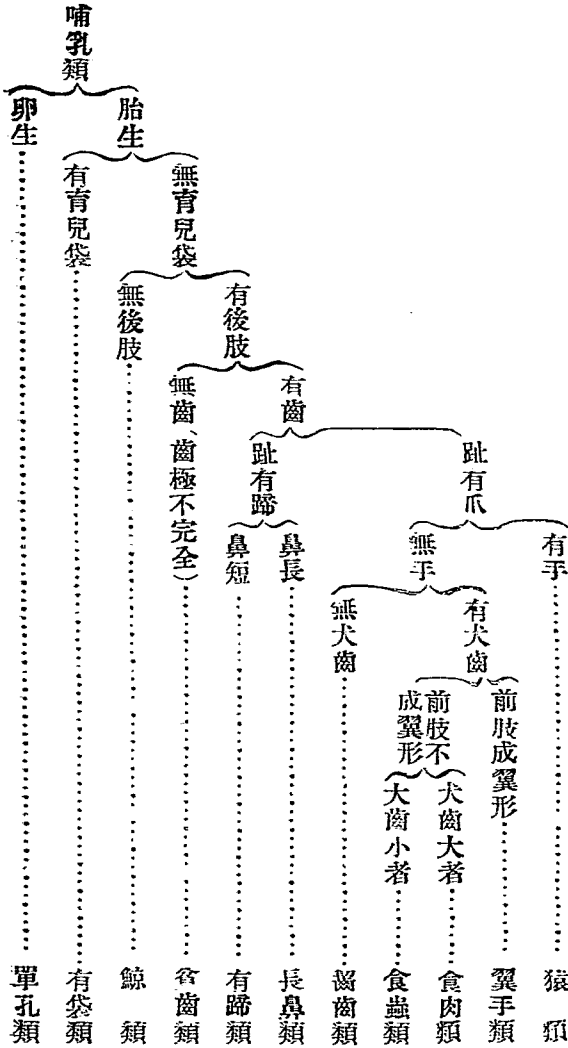 哺乳類
胎生
卵生
無育兒袋
有育兒袋
有後肢
無後肢
有齒
無齒(齒極不完全)
趾有爪
趾有蹄
有手
無手
鼻長
鼻短
有犬齒
無犬齒
前肢成翼形
前肢不
成翼形
犬齒大者
犬齒小者
猿類
翼手類
食肉類
食蟲類
齧齒類
長鼻類
有蹄類
貧齒類
鯨類
有袋類
單孔類